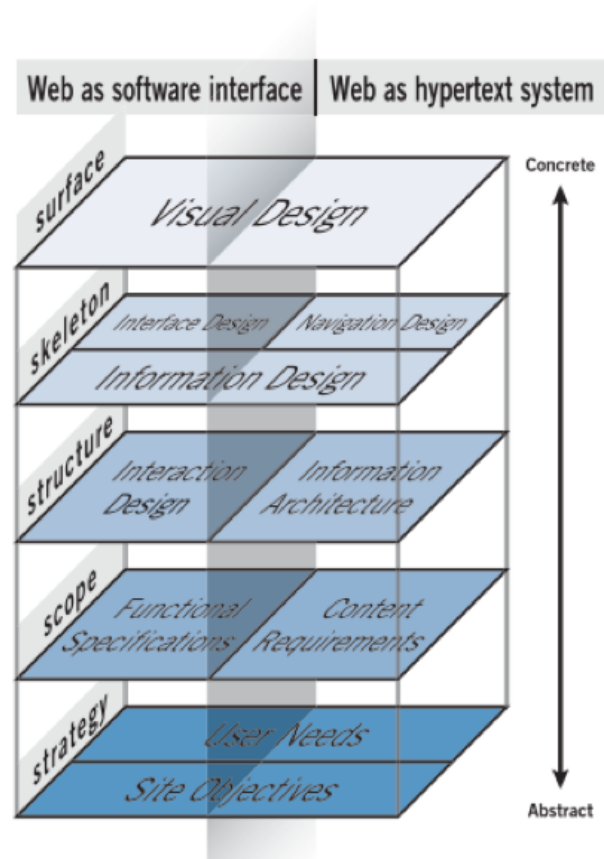 Web as software interface
Web as hypertext system
Concrete
surface
Visual Design
skeleton
Interface Design
Navigation Design
Information Design
structure
Interaction
Design
Information
Architecture
scope
Functional
Specifications
Content
Requirements
strategy
User Needs
Site Objectives
Abstract